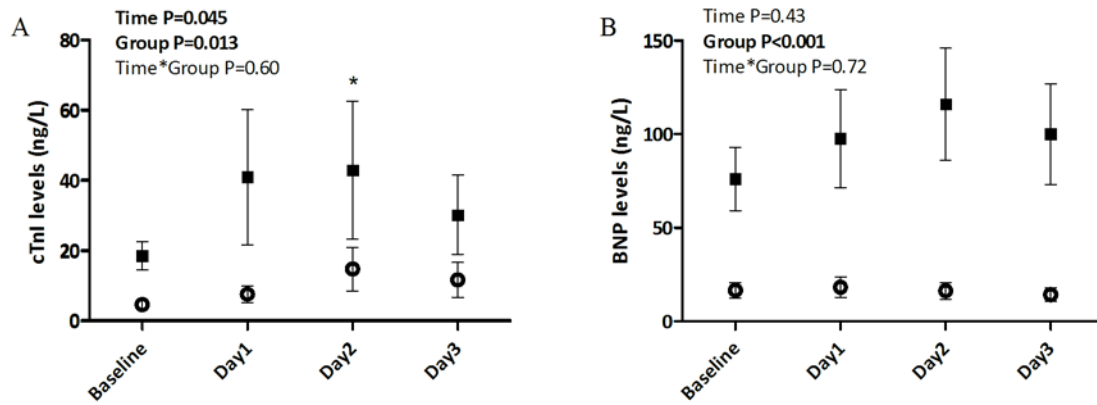 A
Time P=0.045
Group P=0.013
Time*Group P=0.60
*
80
60
40
20
0
cTnI levels (ng/L)
Baseline
Day1
Day2
Day3
B
Time P=0.43
Group P<0.001
Time*Group P=0.72
150
100
50
0
BNP levels (ng/L)
Baseline
Day1
Day2
Day3